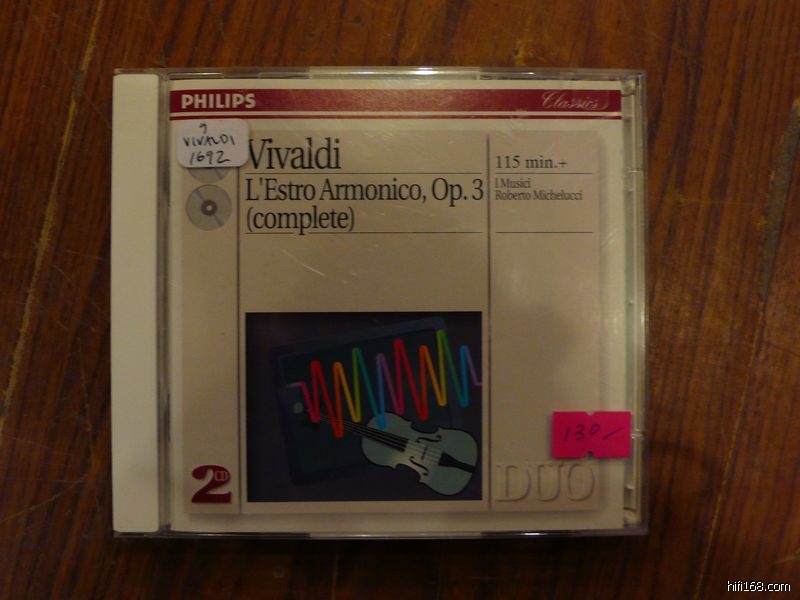 PHILIPS
Classics
9
VIVALDI
1692
Vivaldi
L'Estro Armonico, Op. 3
(complete)
115 min.+
I Musici
Roberto Michelucci
130/
2CD
DUO
hifi168.com